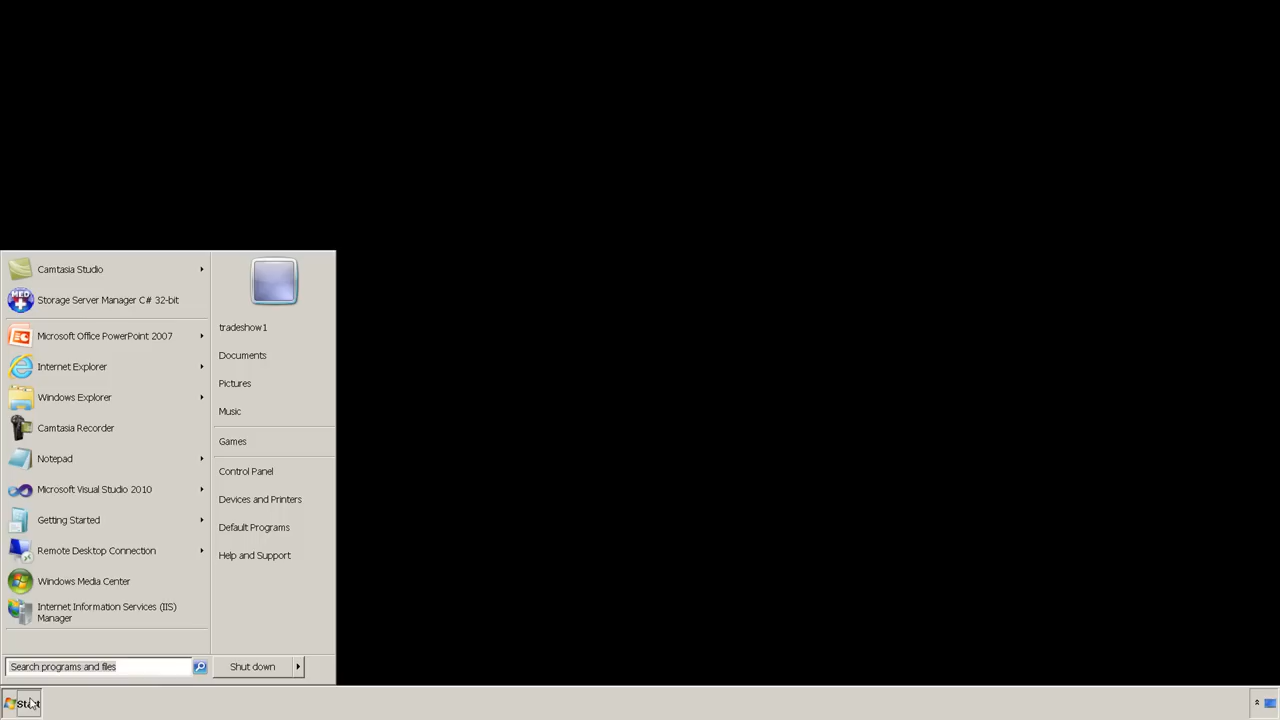 Camtasia Studio
Storage Server Manager C# 32-bit
Microsoft Office PowerPoint 2007
Internet Explorer
Windows Explorer
Camtasia Recorder
Notepad
Microsoft Visual Studio 2010
Getting Started
Remote Desktop Connection
Windows Media Center
Internet Information Services (IIS)
Manager
Search programs and files
tradeshow1
Documents
Pictures
Music
Games
Control Panel
Devices and Printers
Default Programs
Help and Support
Shut down
Start